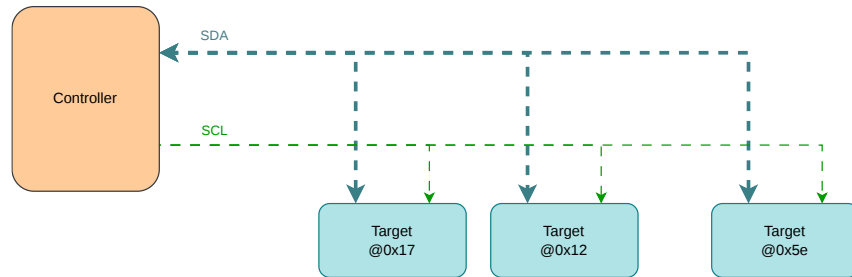 SDA
Controller
SCL
Target
@0x17
Target
@0x12
Target
@0x5e